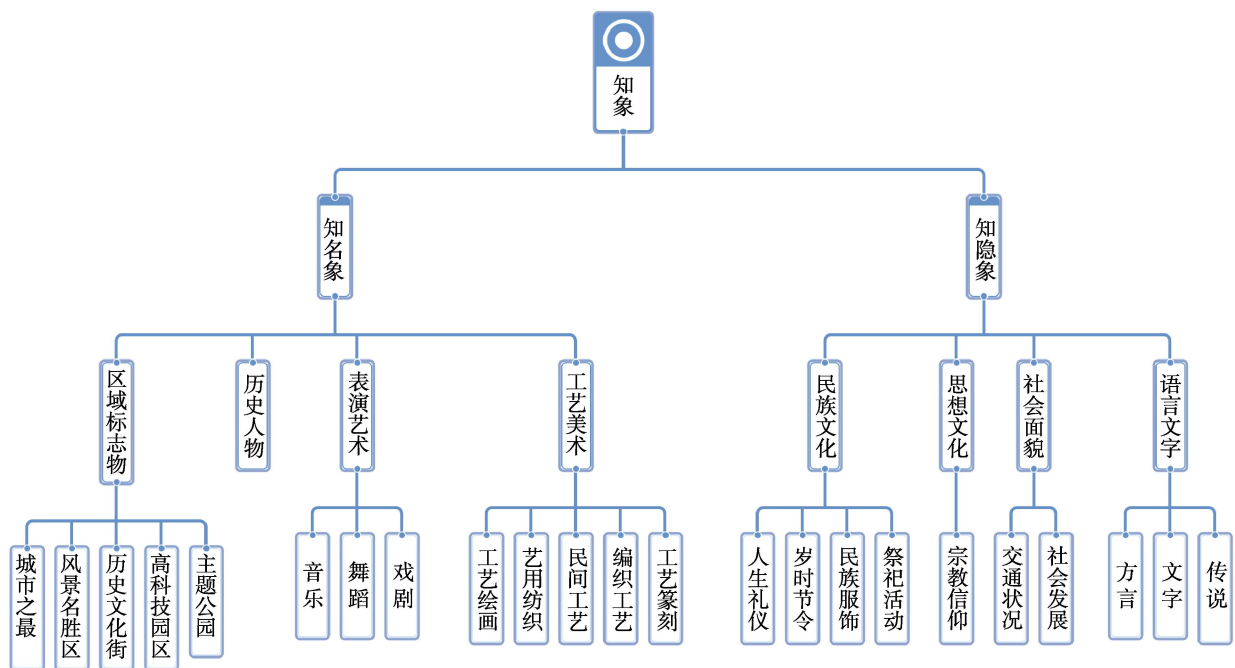 知象
知名象
知隐象
区域标志物
历史人物
表演艺术
工艺美术
民族文化
思想文化
社会面貌
语言文字
城市之最
风景名胜区
历史文化街
高科技园区
主题公园
音乐
舞蹈
戏剧
工艺绘画
艺用纺织
民间工艺
编织工艺
工艺篆刻
人生礼仪
岁时节令
民族服饰
祭祀活动
宗教信仰
交通状况
社会发展
方言
文字
传说